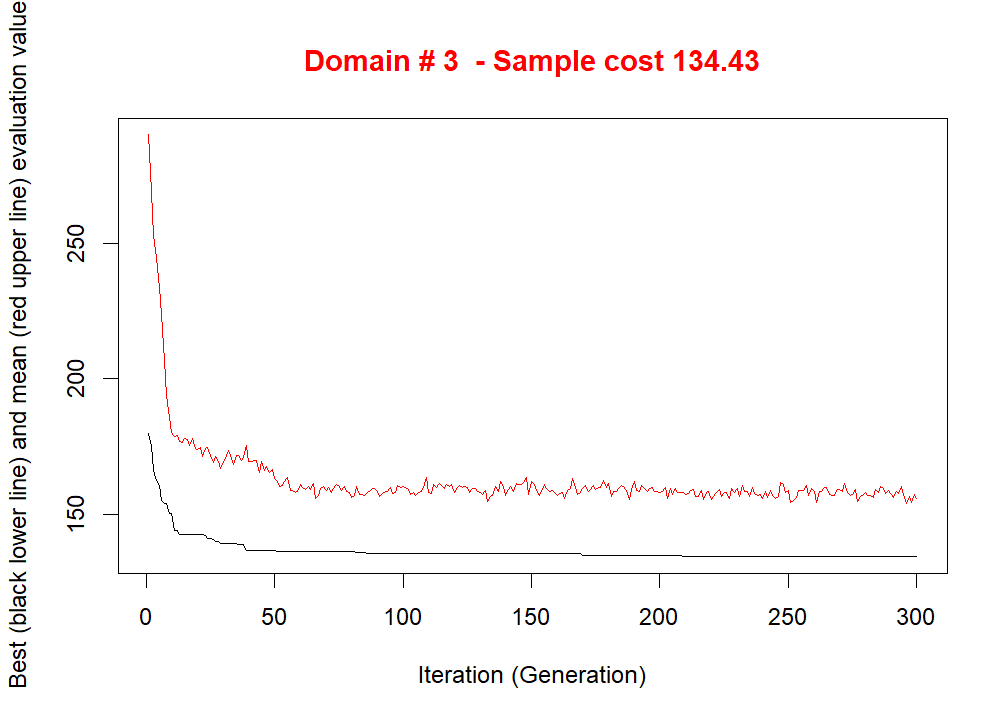 Domain # 3  - Sample cost 134.43
Best (black lower line) and mean (red upper line) evaluation value
250
200
150
0 50 100 150 200 250 300
Iteration (Generation)